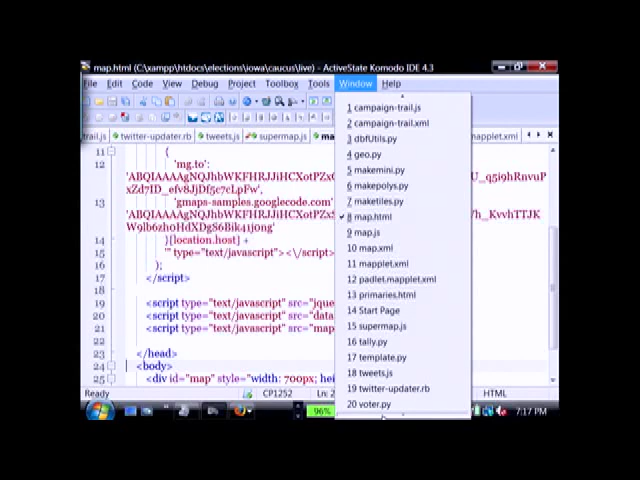 map.html (C:\xampp\htdocs\elections\iowa\caucus\live) - ActiveState Komodo IDE 4.3
File Edit Code View Debug Project Toolbox Tools Window Help
trail.js twitter-updater.rb tweets.js supermap.js ma mapplet.xml
11 {
12 'mg.to':
xd7ID_efv8JjDf5c7cLxpbDw
13 'gmaps-samples.googlecode.com'
14 )[location.host] +
15 '" type="text/javascript"></\script>
16 );
17 </script>
18
19 <script type="text/javascript" src="jque
20 <script type="text/javascript" src="data
21 <script type="text/javascript" src="map
22
23 </head>
24 <body>
25 <div id="map" style="width: 700px; hei
1 campaign-trail.js
2 campaign-trail.xml
3 dbfUtils.py
4 geo.py
5 makemini.py
6 makepolys.py
7 maketiles.py
8 map.html
9 map.js
10 map.xml
11 mapplet.xml
12 padlet.mapplet.xml
13 primaries.html
14 Start Page
15 supermap.js
16 tally.py
17 template.py
18 tweets.js
19 twitter-updater.rb
20 voter.py
Ready CP1252 Ln: 2 HTML
96% 7:17 PM